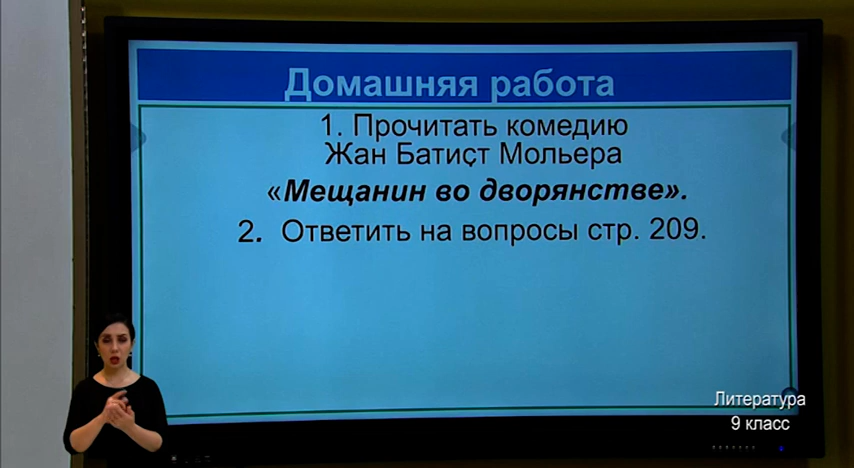 Домашняя работа
1. Прочитать комедию
Жан Батист Мольера
«Мещанин во дворянстве».
2. Ответить на вопросы стр. 209.
Литература
9 класс